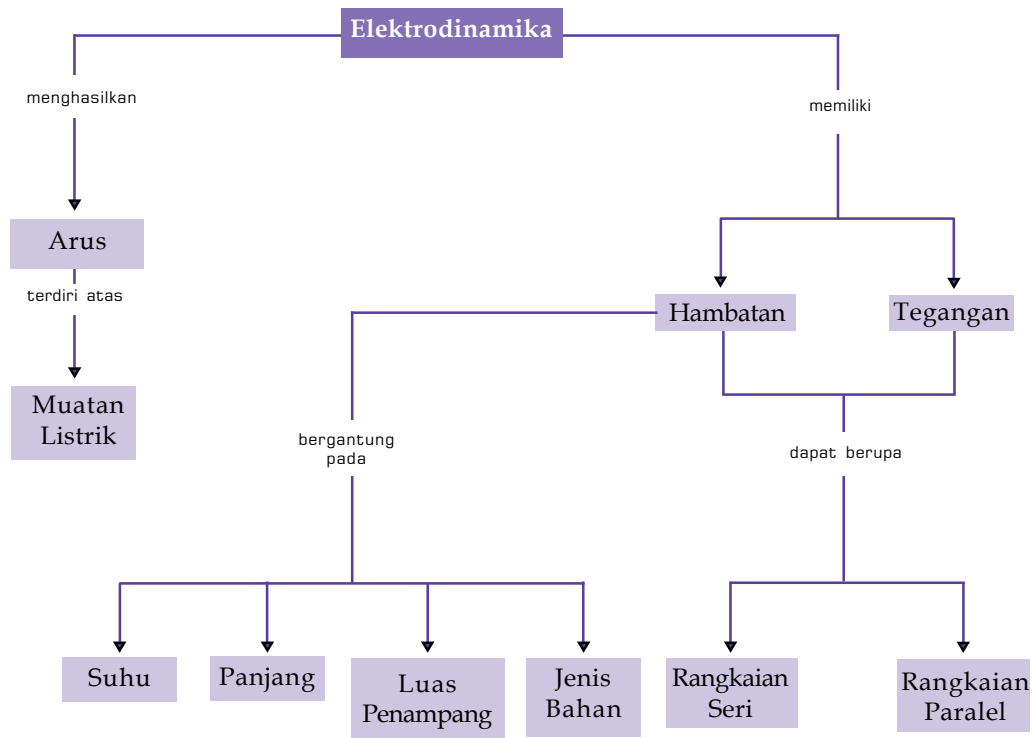 Elektrodinamika
menghasilkan
memiliki
Arus
terdiri atas
Hambatan
Tegangan
Muatan
Listrik
bergantung
pada
dapat berupa
Suhu
Panjang
Luas
Penampang
Jenis
Bahan
Rangkaian
Seri
Rangkaian
Paralel